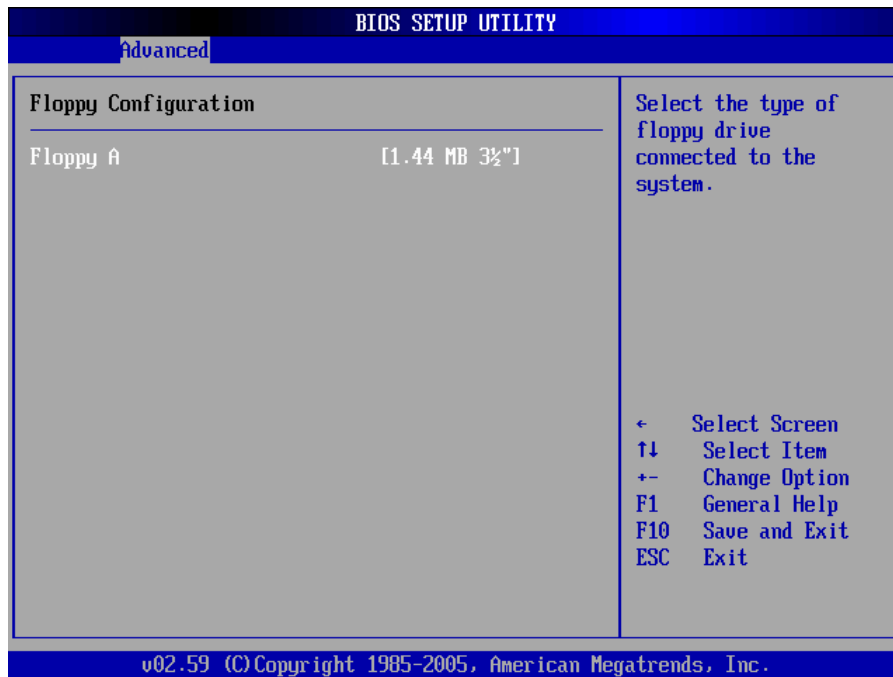 BIOS SETUP UTILITY
Advanced
Floppy Configuration
Floppy A [1.44 MB 3½"]
Select the type of
floppy drive
connected to the
system.
← Select Screen
↑↓ Select Item
+- Change Option
F1 General Help
F10 Save and Exit
ESC Exit
v02.59 (C)Copyright 1985-2005, American Megatrends, Inc.